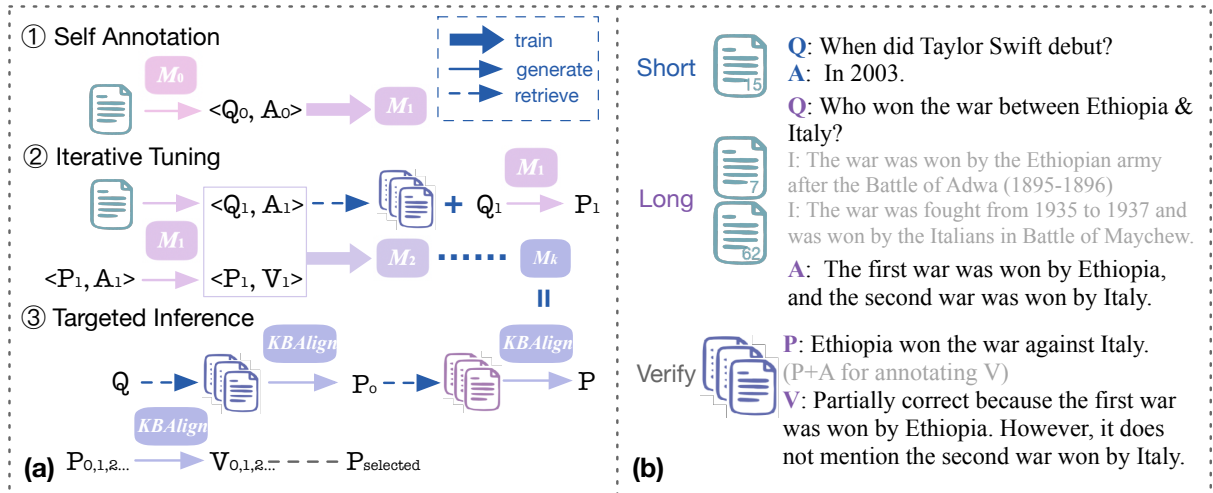 ① Self Annotation
M0
<Q0, A0>
M1
train
generate
retrieve
② Iterative Tuning
<Q1, A1>
+
Q1
M1
P1
M1
<P1, A1>
<P1, V1>
M2
......
Mk
=
③ Targeted Inference
Q
KBAlign
P0
KBAlign
P
KBAlign
P0,1,2...
V0,1,2...
Pselected
(a)
Short
15
Q: When did Taylor Swift debut?
A: In 2003.
Long
7
62
Q: Who won the war between Ethiopia &
Italy?
I: The war was won by the Ethiopian army
after the Battle of Adwa (1895-1896)
I: The war was fought from 1935 to 1937 and
was won by the Italians in Battle of Maychew.
A: The first war was won by Ethiopia,
and the second war was won by Italy.
Verify
P: Ethiopia won the war against Italy.
(P+A for annotating V)
V: Partially correct because the first war
was won by Ethiopia. However, it does
not mention the second war won by Italy.
(b)